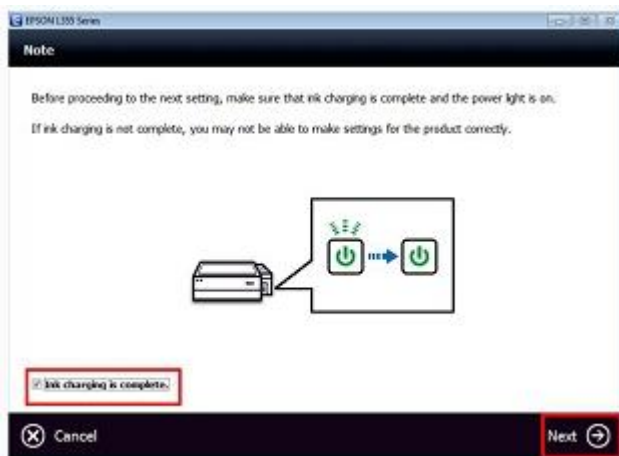 EPSON L355 Series
Note
Before proceeding to the next setting, make sure that ink charging is complete and the power light is on.
If ink charging is not complete, you may not be able to make settings for the product correctly.
Ink charging is complete.
Cancel
Next